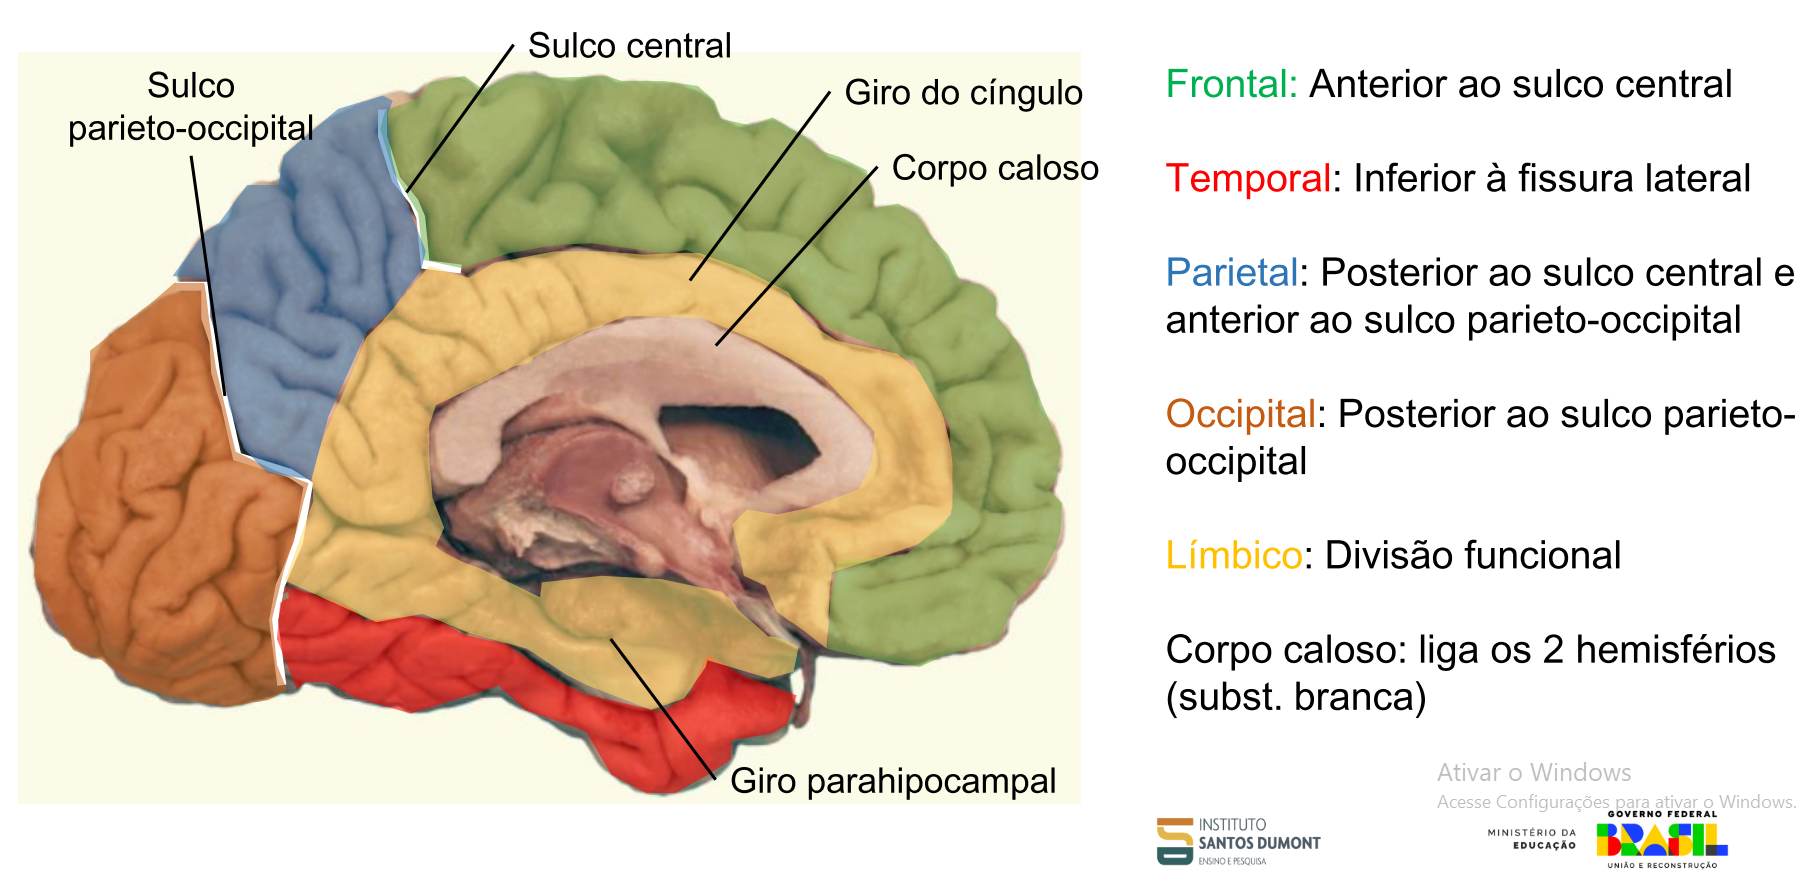 Sulco central
Sulco
parieto-occipital
Giro do cíngulo
Corpo caloso
Giro parahipocampal
Frontal: Anterior ao sulco central
Temporal: Inferior à fissura lateral
Parietal: Posterior ao sulco central e
anterior ao sulco parieto-occipital
Occipital: Posterior ao sulco parieto-
occipital
Límbico: Divisão funcional
Corpo caloso: liga os 2 hemisférios
(subst. branca)
Ativar o Windows
Acesse Configurações para ativar o Windows.
INSTITUTO
SANTOS DUMONT
ENSINO E PESQUISA
MINISTÉRIO DA
EDUCAÇÃO
GOVERNO FEDERAL
BRASIL
UNIÃO E RECONSTRUÇÃO